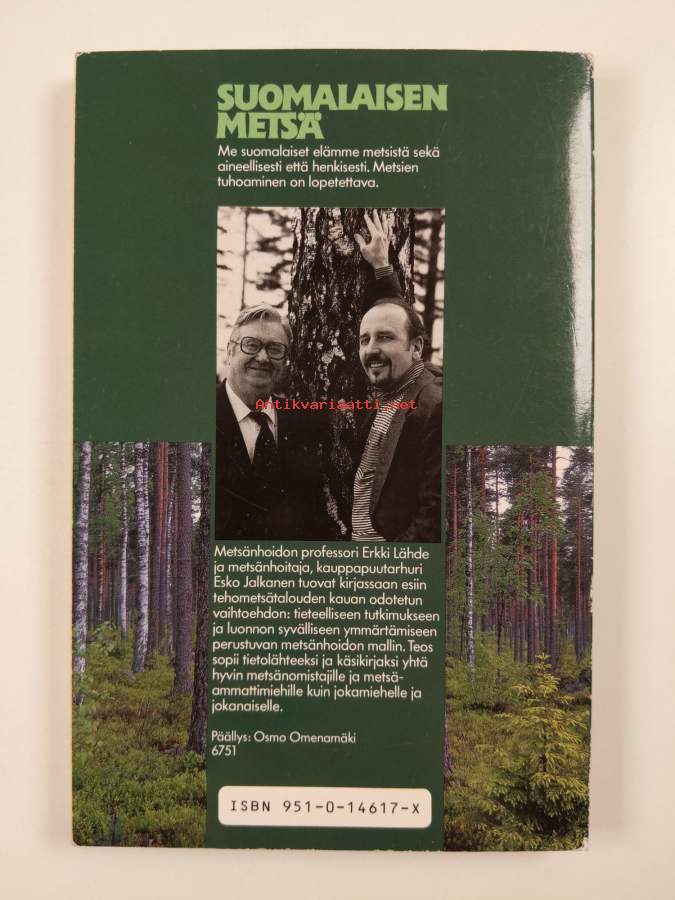 SUOMALAISEN
METSÄ
Me suomalaiset elämme metsistä sekä
aineellisesti että henkisesti. Metsien
tuhoaminen on lopetettava.
Antikvariaatti.net
Metsänhoidon professori Erkki Lähde
ja metsänhoitaja, kauppapuutarhuri
Esko Jalkanen tuovat kirjassaan esiin
tehometsätalouden kauan odotetun
vaihtoehdon: tieteelliseen tutkimukseen
ja luonnon syvälliseen ymmärtämiseen
perustuvan metsänhoidon mallin. Teos
sopii tietolähteeksi ja käsikirjaksi yhtä
hyvin metsänomistajille ja metsä-
ammattimiehille kuin jokamiehelle ja
jokanaiselle.
Päällys: Osmo Omenamäki
6751
ISBN 951-0-14617-X